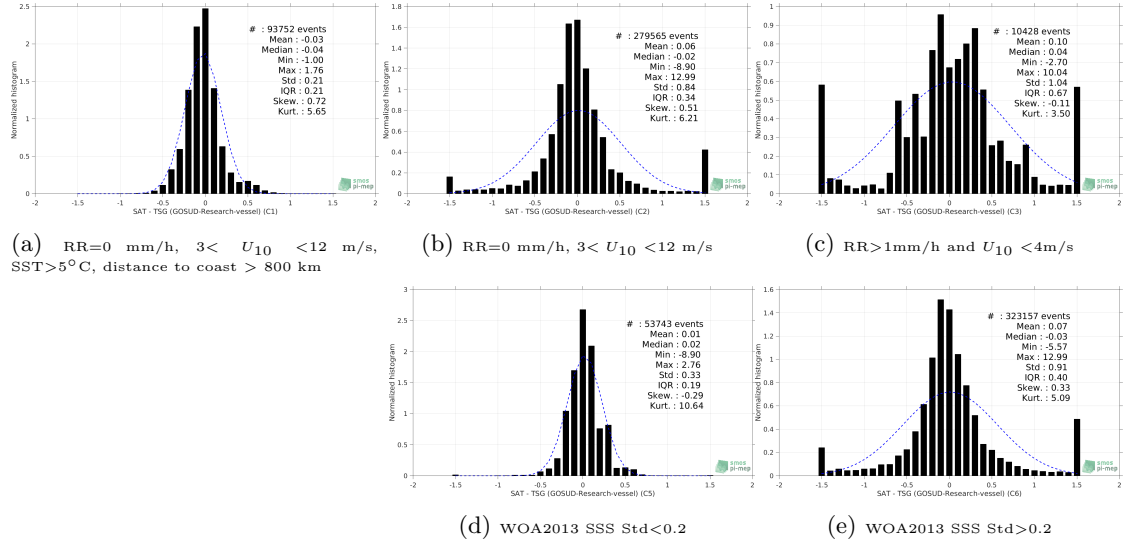 2.5
2
1.5
1
0.5
0
-2 -1.5 -1 -0.5 0 0.5 1 1.5 2
Normalized histogram
SAT - TSG (GOSUD-Research-vessel) (C1)
# : 93752 events
Mean : -0.03
Median : -0.04
Min : -1.00
Max : 1.76
Std : 0.21
IQR : 0.21
Skew. : 0.72
Kurt. : 5.65
smos
pi-mep
(a) RR=0 mm/h, 3< U10 <12 m/s,
SST>5°C, distance to coast > 800 km
1.8
1.6
1.4
1.2
1
0.8
0.6
0.4
0.2
0
-2 -1.5 -1 -0.5 0 0.5 1 1.5 2
Normalized histogram
SAT - TSG (GOSUD-Research-vessel) (C2)
# : 279565 events
Mean : 0.06
Median : -0.02
Min : -8.90
Max : 12.99
Std : 0.84
IQR : 0.34
Skew. : 0.51
Kurt. : 6.21
smos
pi-mep
(b) RR=0 mm/h, 3< U10 <12 m/s
1
0.9
0.8
0.7
0.6
0.5
0.4
0.3
0.2
0.1
0
-2 -1.5 -1 -0.5 0 0.5 1 1.5 2
Normalized histogram
SAT - TSG (GOSUD-Research-vessel) (C3)
# : 10428 events
Mean : 0.10
Median : 0.04
Min : -2.70
Max : 10.04
Std : 1.04
IQR : 0.67
Skew. : -0.11
Kurt. : 3.50
smos
pi-mep
(c) RR>1mm/h and U10 <4m/s
3
2.5
2
1.5
1
0.5
0
-2 -1.5 -1 -0.5 0 0.5 1 1.5 2
Normalized histogram
SAT - TSG (GOSUD-Research-vessel) (C5)
# : 53743 events
Mean : 0.01
Median : 0.02
Min : -8.90
Max : 2.76
Std : 0.33
IQR : 0.19
Skew. : -0.29
Kurt. : 10.64
smos
pi-mep
(d) WOA2013 SSS Std<0.2
1.6
1.4
1.2
1
0.8
0.6
0.4
0.2
0
-2 -1.5 -1 -0.5 0 0.5 1 1.5 2
Normalized histogram
SAT - TSG (GOSUD-Research-vessel) (C6)
# : 323157 events
Mean : 0.07
Median : -0.03
Min : -5.57
Max : 12.99
Std : 0.91
IQR : 0.40
Skew. : 0.33
Kurt. : 5.09
smos
pi-mep
(e) WOA2013 SSS Std>0.2